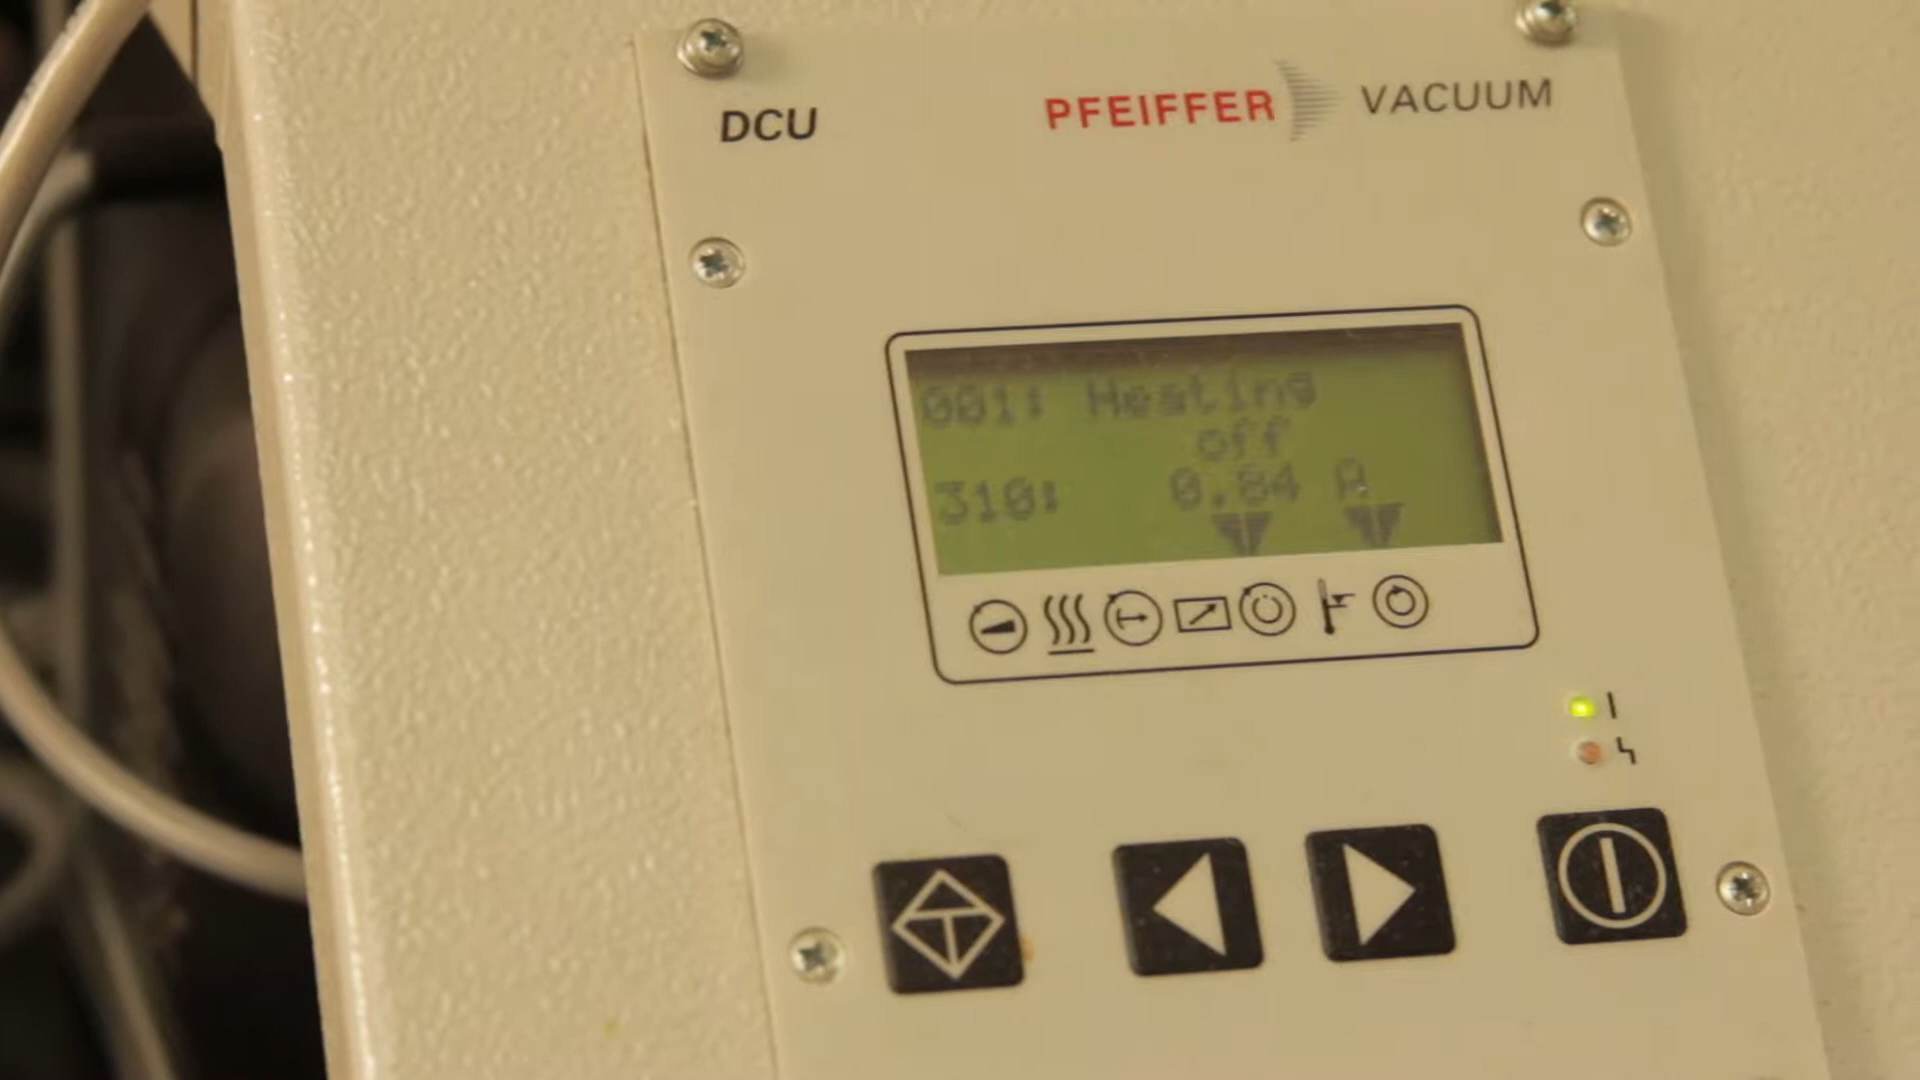 DCU
PFEIFFER VACUUM
001: Heating
off
310: 0.84 A